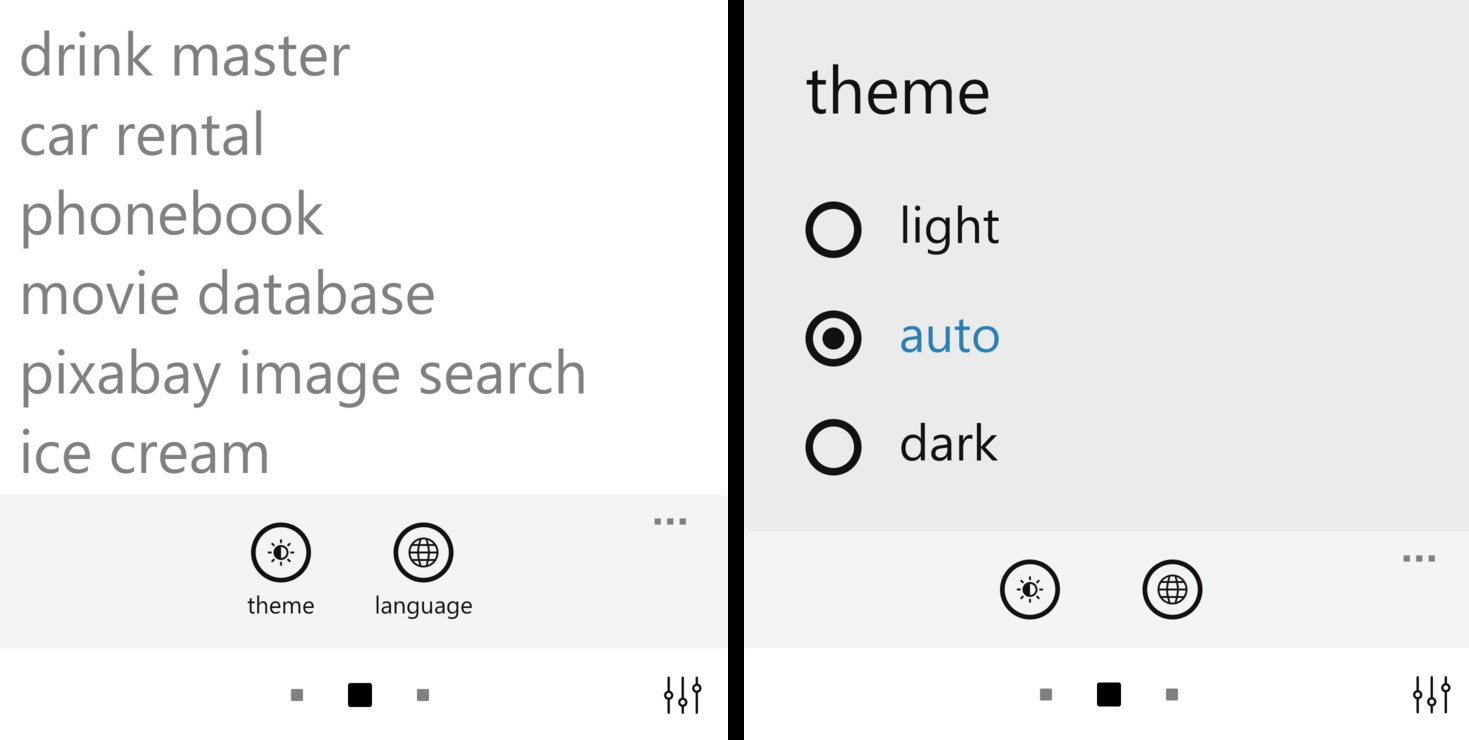 drink master
car rental
phonebook
movie database
pixabay image search
ice cream
theme
language
theme
light
auto
dark